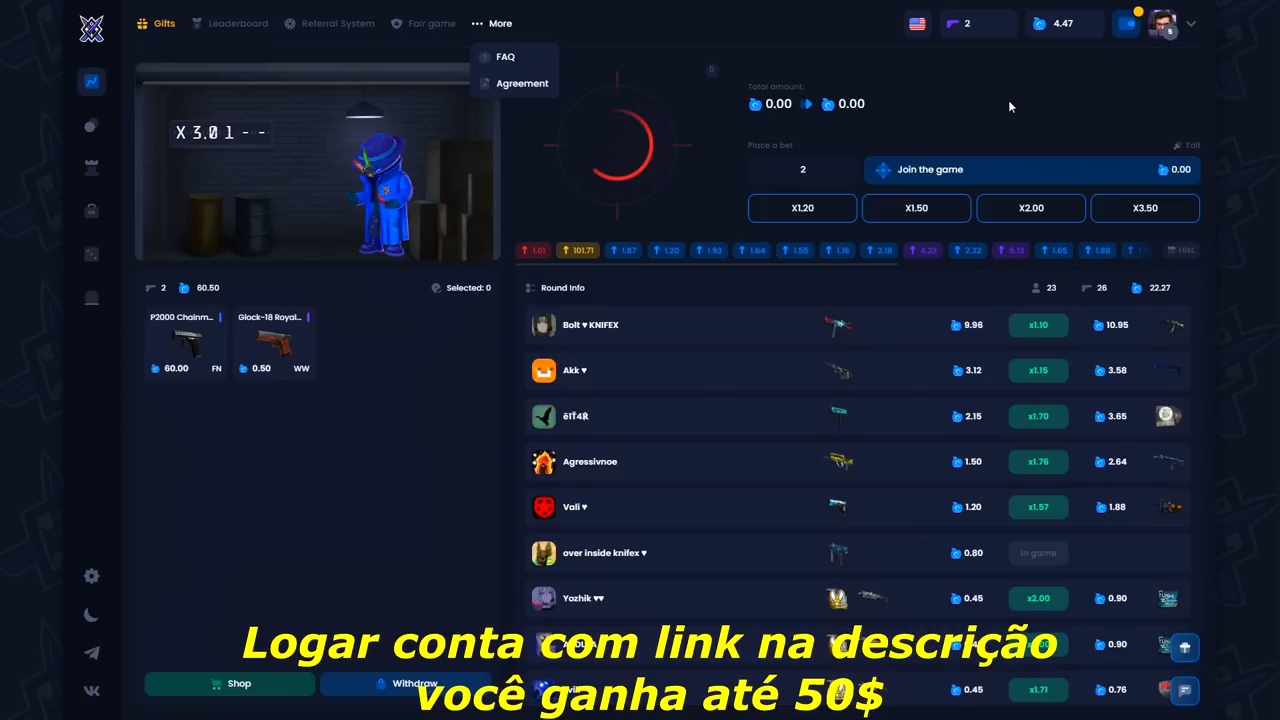 Gifts
Leaderboard
Referral System
Fair game
More
2
4.47
5
FAQ
Agreement
X 3.01 - -
0
Total amount:
0.00
0.00
Place a bet
Edit
2
Join the game
0.00
X1.20
X1.50
X2.00
X3.50
1.01
101.71
1.87
1.20
1.93
1.64
1.55
1.16
2.18
4.23
2.32
6.13
1.65
1.88
Hist.
2
60.50
Selected: 0
Round Info
23
26
22.27
P2000 Chainm...
Glock-18 Royal...
60.00
FN
0.50
WW
Bolt ♥ KNIFEX
9.96
x1.10
10.95
Akk ♥
3.12
x1.15
3.58
ё1Ť4Ʀ
2.15
x1.70
3.65
Agressivnoe
1.50
x1.76
2.64
Vali ♥
1.20
x1.57
1.88
over inside knifex ♥
0.80
In game
Yozhik ♥♥
0.45
x2.00
0.90
0.90
Logar conta com link na descrição
Shop
Withdraw
0.45
x1.71
0.76
você ganha até 50$